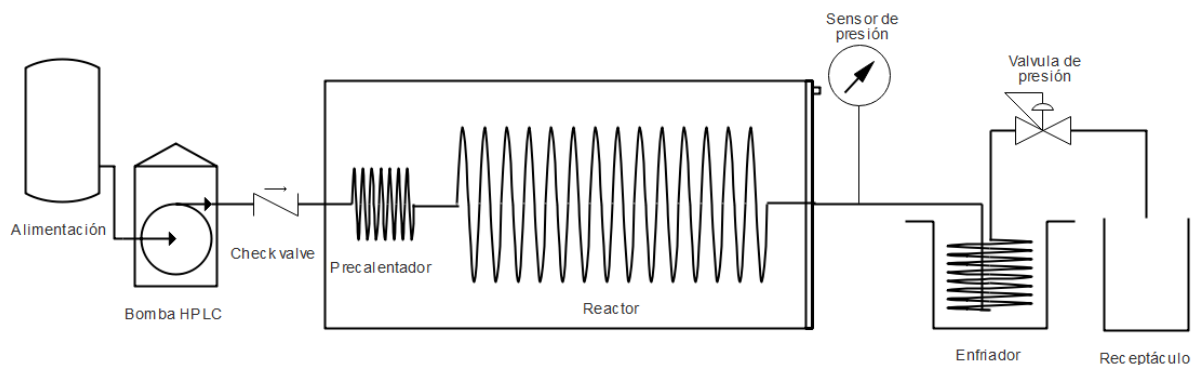 Sensor de
presión
Valvula de
presión
Alimentación
Check valve
Precalentador
Bomba HPLC
Reactor
Enfriador
Receptáculo